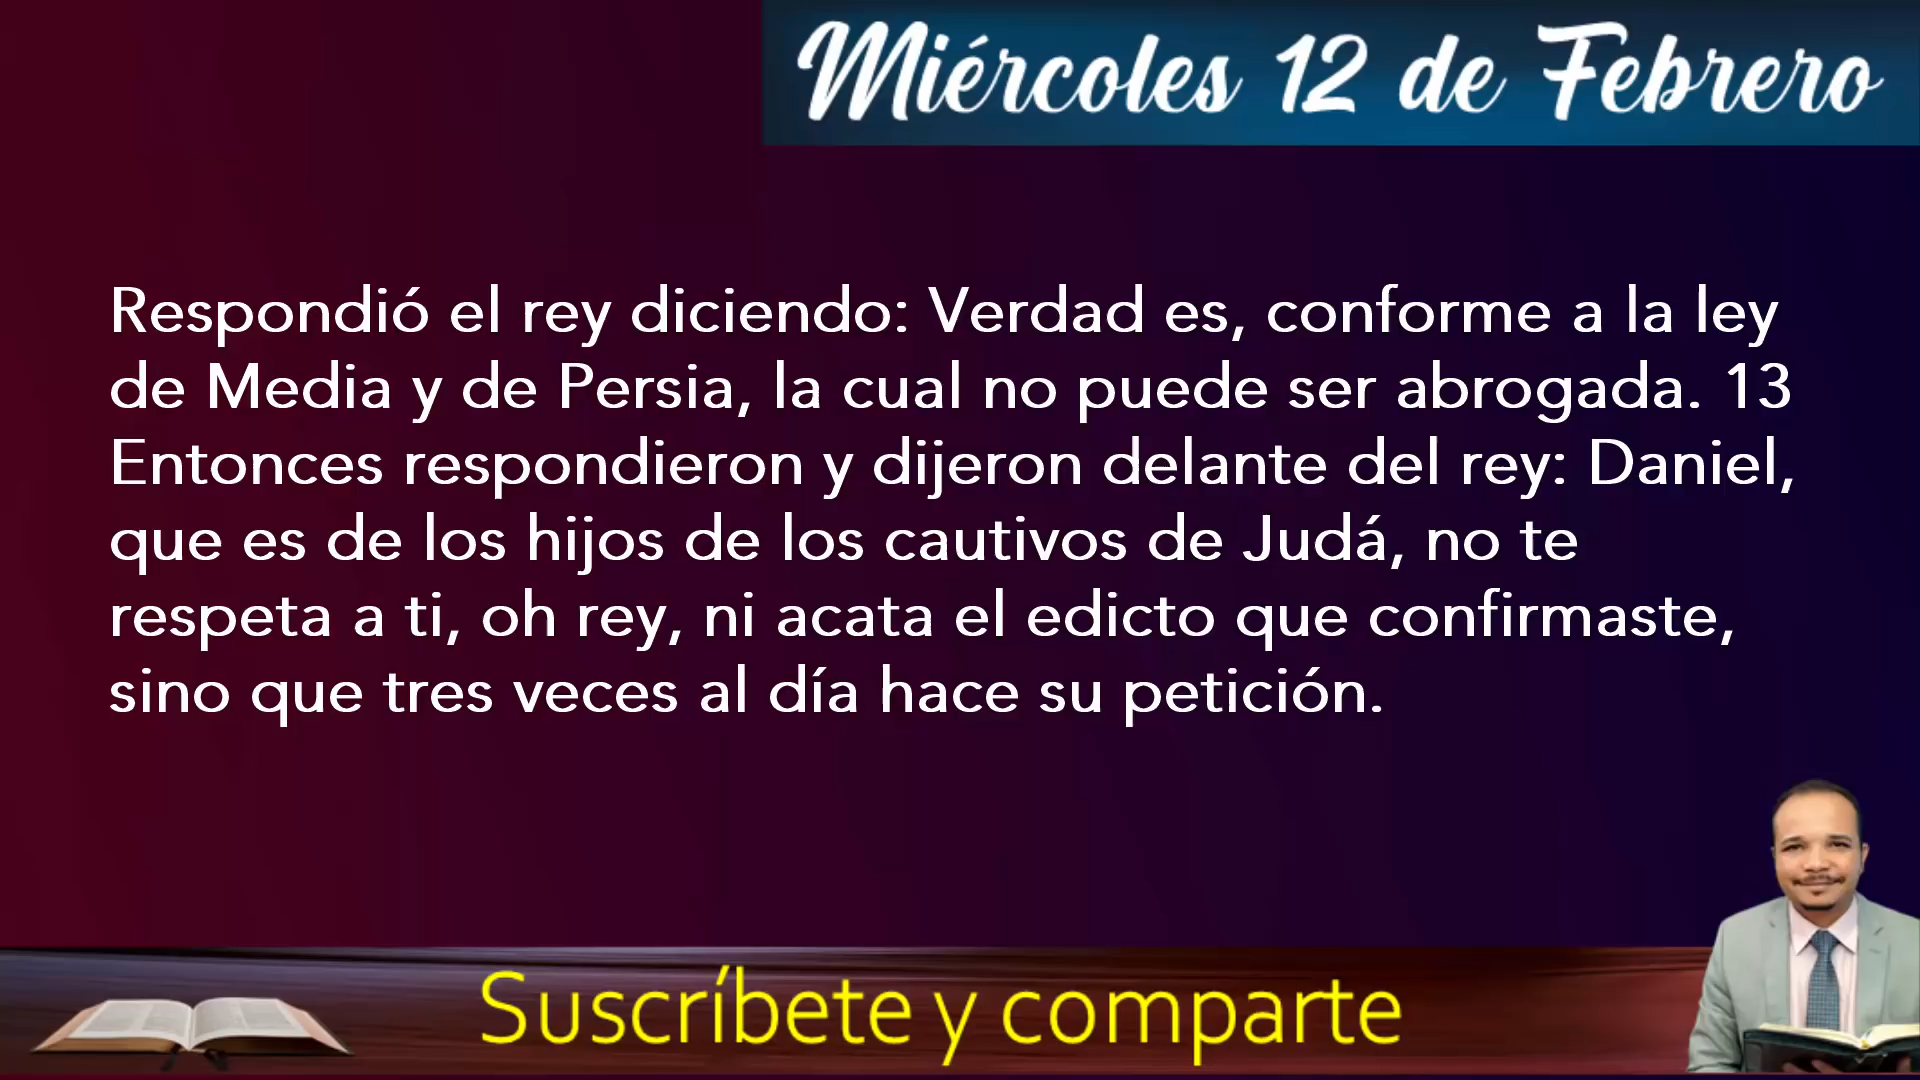 Miércoles 12 de Febrero
Respondió el rey diciendo: Verdad es, conforme a la ley
de Media y de Persia, la cual no puede ser abrogada. 13
Entonces respondieron y dijeron delante del rey: Daniel,
que es de los hijos de los cautivos de Judá, no te
respeta a ti, oh rey, ni acata el edicto que confirmaste,
sino que tres veces al día hace su petición.
Suscríbete y comparte